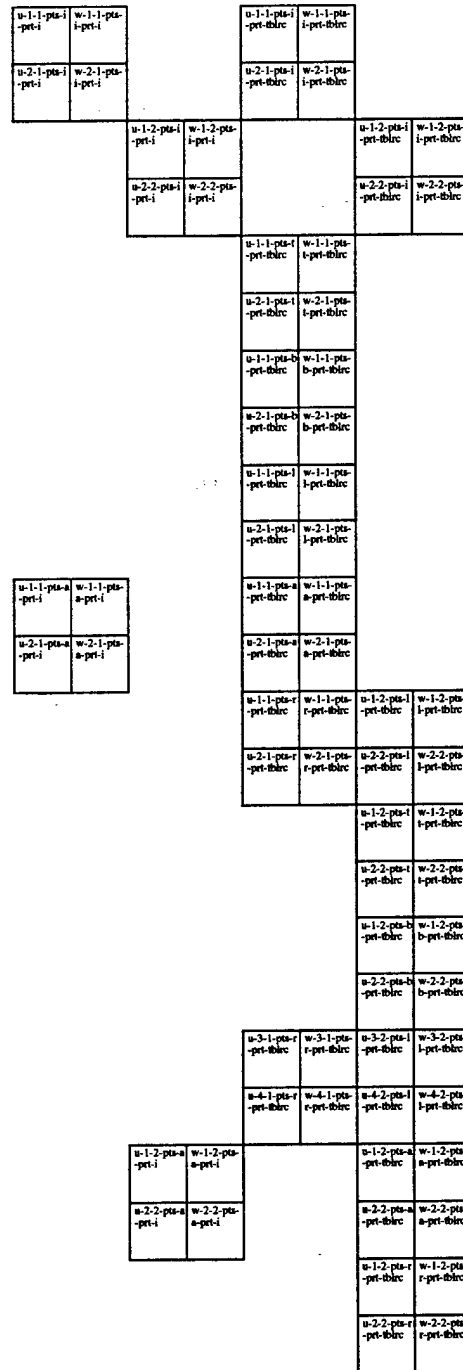 u-1-1-pts-i
-prt-i
w-1-1-pts-
i-prt-i
u-1-1-pts-i
-prt-tblrc
w-1-1-pts-
i-prt-tblrc
u-2-1-pts-i
-prt-i
w-2-1-pts-
i-prt-i
u-2-1-pts-i
-prt-tblrc
w-2-1-pts-
i-prt-tblrc
u-1-2-pts-i
-prt-i
w-1-2-pts-
i-prt-i
u-1-2-pts-i
-prt-tblrc
w-1-2-pts-
i-prt-tblrc
u-2-2-pts-i
-prt-i
w-2-2-pts-
i-prt-i
u-2-2-pts-i
-prt-tblrc
w-2-2-pts-
i-prt-tblrc
u-1-1-pts-t
-prt-tblrc
w-1-1-pts-
t-prt-tblrc
u-2-1-pts-t
-prt-tblrc
w-2-1-pts-
t-prt-tblrc
u-1-1-pts-b
-prt-tblrc
w-1-1-pts-
b-prt-tblrc
u-2-1-pts-b
-prt-tblrc
w-2-1-pts-
b-prt-tblrc
u-1-1-pts-l
-prt-tblrc
w-1-1-pts-
l-prt-tblrc
u-2-1-pts-l
-prt-tblrc
w-2-1-pts-
l-prt-tblrc
u-1-1-pts-a
-prt-i
w-1-1-pts-
a-prt-i
u-1-1-pts-a
-prt-tblrc
w-1-1-pts-
a-prt-tblrc
u-2-1-pts-a
-prt-i
w-2-1-pts-
a-prt-i
u-2-1-pts-a
-prt-tblrc
w-2-1-pts-
a-prt-tblrc
u-1-1-pts-r
-prt-tblrc
w-1-1-pts-
r-prt-tblrc
u-1-2-pts-l
-prt-tblrc
w-1-2-pts-
l-prt-tblrc
u-2-1-pts-r
-prt-tblrc
w-2-1-pts-
r-prt-tblrc
u-2-2-pts-l
-prt-tblrc
w-2-2-pts-
l-prt-tblrc
u-1-2-pts-t
-prt-tblrc
w-1-2-pts-
t-prt-tblrc
u-2-2-pts-t
-prt-tblrc
w-2-2-pts-
t-prt-tblrc
u-1-2-pts-b
-prt-tblrc
w-1-2-pts-
b-prt-tblrc
u-2-2-pts-b
-prt-tblrc
w-2-2-pts-
b-prt-tblrc
u-3-1-pts-r
-prt-tblrc
w-3-1-pts-
r-prt-tblrc
u-3-2-pts-l
-prt-tblrc
w-3-2-pts-
l-prt-tblrc
u-4-1-pts-r
-prt-tblrc
w-4-1-pts-
r-prt-tblrc
u-4-2-pts-l
-prt-tblrc
w-4-2-pts-
l-prt-tblrc
u-1-2-pts-a
-prt-i
w-1-2-pts-
a-prt-i
u-1-2-pts-a
-prt-tblrc
w-1-2-pts-
a-prt-tblrc
u-2-2-pts-a
-prt-i
w-2-2-pts-
a-prt-i
u-2-2-pts-a
-prt-tblrc
w-2-2-pts-
a-prt-tblrc
u-1-2-pts-r
-prt-tblrc
w-1-2-pts-
r-prt-tblrc
u-2-2-pts-r
-prt-tblrc
w-2-2-pts-
r-prt-tblrc